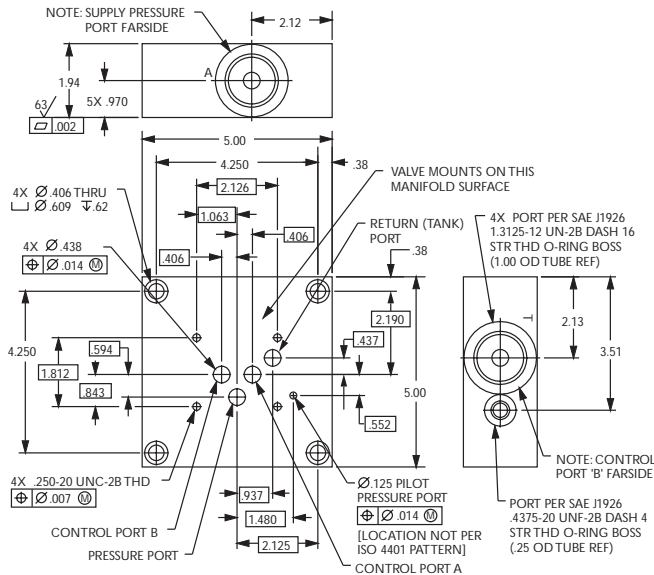 NOTE: SUPPLY PRESSURE
PORT FARSIDE
2.12
A
1.94
5X .970
63
⏥ .002
5.00
4.250
.38
VALVE MOUNTS ON THIS
MANIFOLD SURFACE
4X Ø.406 THRU
⌴ Ø.609 ↧.62
2.126
1.063
.406
.406
RETURN (TANK)
PORT
4X PORT PER SAE J1926
1.3125-12 UN-2B DASH 16
STR THD O-RING BOSS
(1.00 OD TUBE REF)
4X Ø.438
⌖ Ø.014 Ⓜ
.38
T
2.190
2.13
3.51
4.250
.594
1.812
.843
.437
5.00
.552
4X .250-20 UNC-2B THD
⌖ Ø.007 Ⓜ
.937
1.480
2.125
Ø.125 PILOT
PRESSURE PORT
⌖ Ø.014 Ⓜ
[LOCATION NOT PER
ISO 4401 PATTERN]
CONTROL PORT A
CONTROL PORT B
PRESSURE PORT
NOTE: CONTROL
PORT 'B' FARSIDE
PORT PER SAE J1926
.4375-20 UNF-2B DASH 4
STR THD O-RING BOSS
(.25 OD TUBE REF)